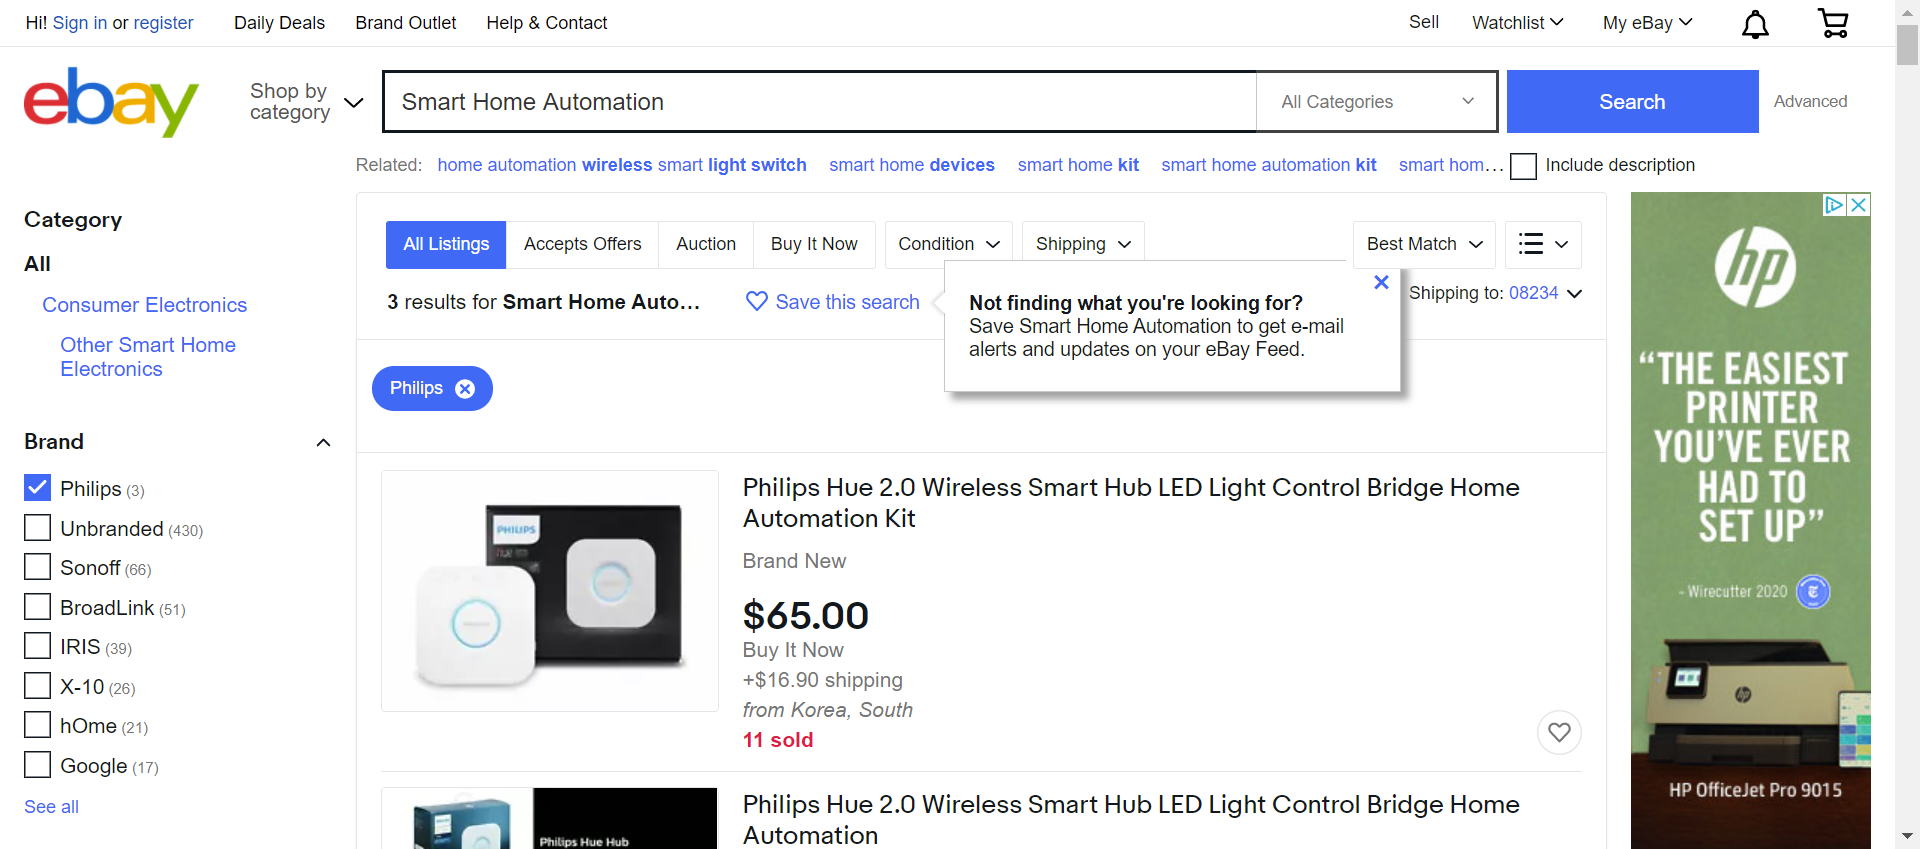 Hi! Sign in or register
Daily Deals
Brand Outlet
Help & Contact
Sell
Watchlist
My eBay
ebay
Shop by
category
Smart Home Automation
All Categories
Search
Advanced
Related: home automation wireless smart light switch
smart home devices
smart home kit
smart home automation kit
smart hom...
Include description
Category
All
Consumer Electronics
Other Smart Home
Electronics
Brand
Philips (3)
Unbranded (430)
Sonoff (66)
BroadLink (51)
IRIS (39)
X-10 (26)
hOme (21)
Google (17)
See all
All Listings
Accepts Offers
Auction
Buy It Now
Condition
Shipping
Best Match
3 results for Smart Home Auto...
Save this search
Not finding what you're looking for?
Save Smart Home Automation to get e-mail
alerts and updates on your eBay Feed.
Shipping to: 08234
Philips
PHILIPS
hue
Philips Hue 2.0 Wireless Smart Hub LED Light Control Bridge Home
Automation Kit
Brand New
$65.00
Buy It Now
+$16.90 shipping
from Korea, South
11 sold
Philips Hue Hub
Philips Hue 2.0 Wireless Smart Hub LED Light Control Bridge Home
Automation
hp
“THE EASIEST
PRINTER
YOU’VE EVER
HAD TO
SET UP”
- Wirecutter 2020
hp
HP OfficeJet Pro 9015